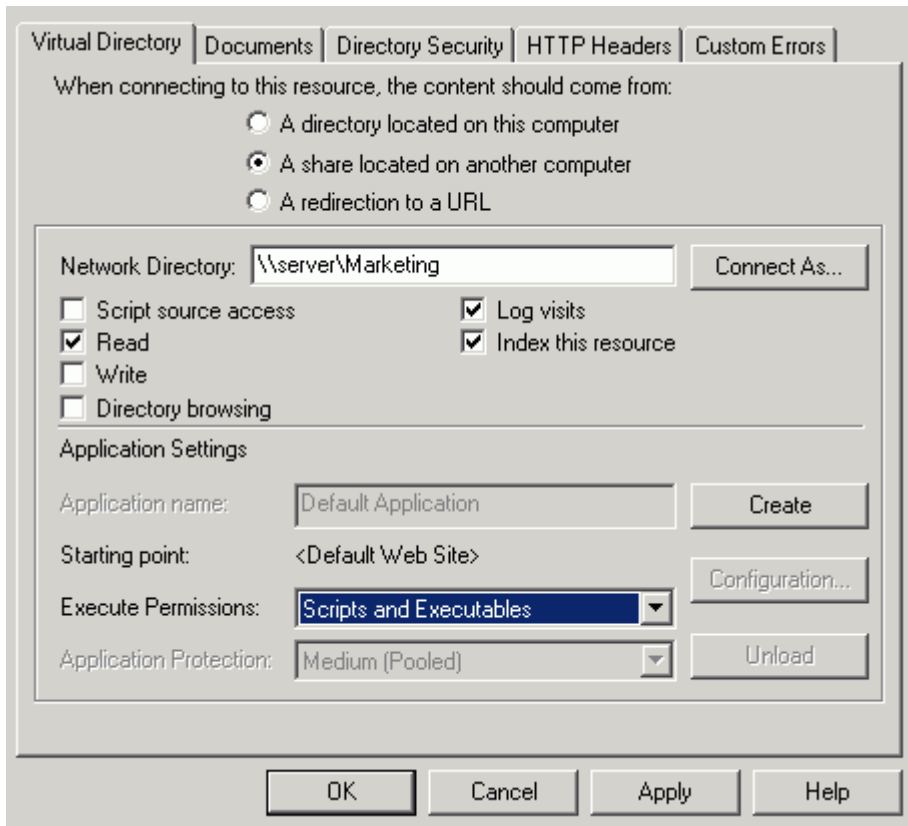 Virtual Directory Documents Directory Security HTTP Headers Custom Errors
When connecting to this resource, the content should come from:
A directory located on this computer
A share located on another computer
A redirection to a URL
Network Directory: \\server\Marketing Connect As...
Script source access Log visits
Read Index this resource
Write
Directory browsing
Application Settings
Application name: Default Application Create
Starting point: <Default Web Site>
Configuration...
Execute Permissions: Scripts and Executables
Application Protection: Medium (Pooled) Unload
OK Cancel Apply Help